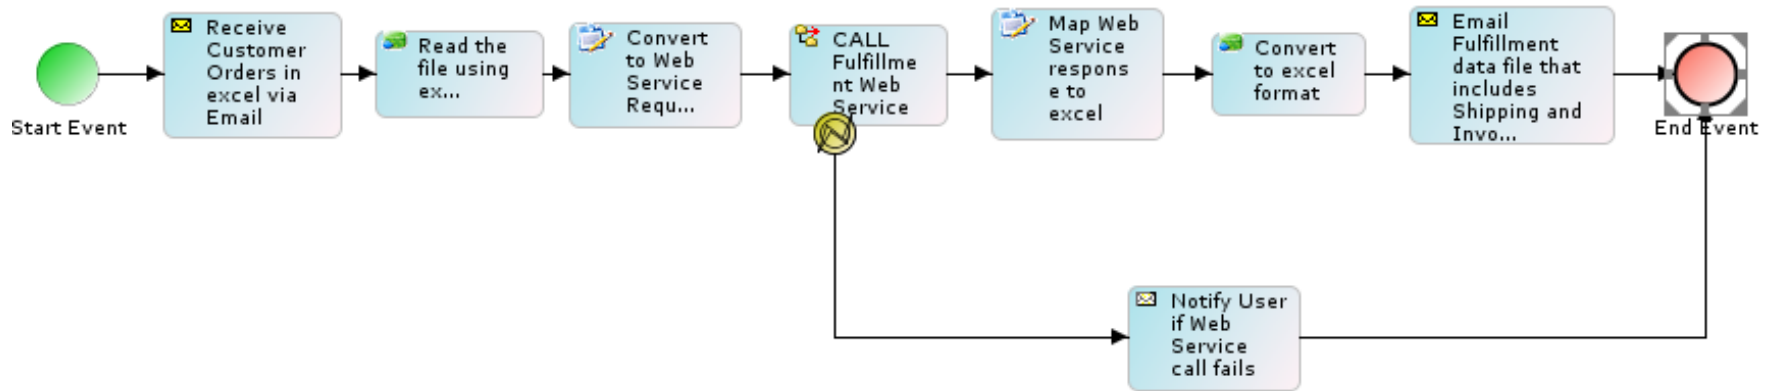 Start Event
Receive
Customer
Orders in
excel via
Email
Read the
file using
ex...
Convert
to Web
Service
Requ...
CALL
Fulfillme
nt Web
Service
Map Web
Service
respons
e to
excel
Convert
to excel
format
Email
Fulfillment
data file that
includes
Shipping and
Invo...
End Event
Notify User
if Web
Service
call fails